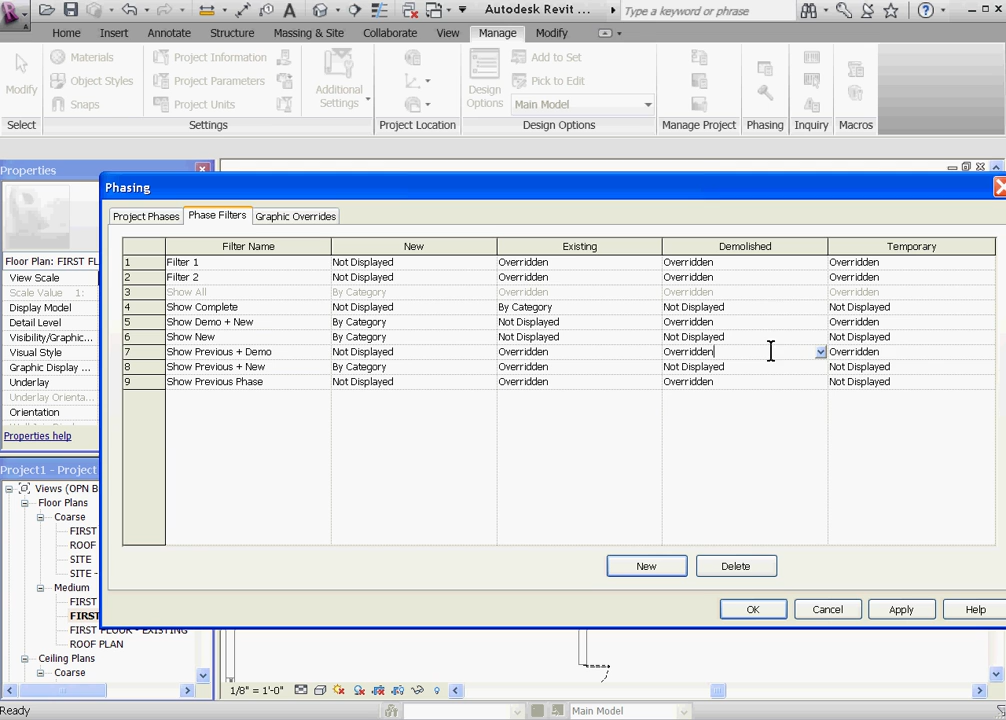 Autodesk Revit ...
Type a keyword or phrase
Home Insert Annotate Structure Massing & Site Collaborate View Manage Modify
Modify
Materials
Object Styles
Snaps
Project Information
Project Parameters
Project Units
Additional
Settings
Design
Options
Add to Set
Pick to Edit
Main Model
Select Settings Project Location Design Options Manage Project Phasing Inquiry Macros
Properties
Floor Plan: FIRST FL
View Scale
Scale Value 1:
Display Model
Detail Level
Visibility/Graphic...
Visual Style
Graphic Display ...
Underlay
Underlay Orienta...
Orientation
Properties help
Project1 - Project
Views (OPN B
Floor Plans
Coarse
FIRST
ROOF
SITE
SITE -
Medium
FIRST
FIRST
FIRST FLOOR - EXISTING
ROOF PLAN
Ceiling Plans
Coarse
Phasing
Project Phases Phase Filters Graphic Overrides
Filter Name New Existing Demolished Temporary
1 Filter 1 Not Displayed Overridden Overridden Overridden
2 Filter 2 Not Displayed Overridden Overridden Overridden
3 Show All By Category Overridden Overridden Overridden
4 Show Complete Not Displayed By Category Not Displayed Not Displayed
5 Show Demo + New By Category Not Displayed Overridden Overridden
6 Show New By Category Not Displayed Not Displayed Not Displayed
7 Show Previous + Demo Not Displayed Overridden Overridden Overridden
8 Show Previous + New By Category Overridden Not Displayed Not Displayed
9 Show Previous Phase Not Displayed Overridden Overridden Not Displayed
New Delete
OK Cancel Apply Help
1/8" = 1'-0"
Ready
Main Model